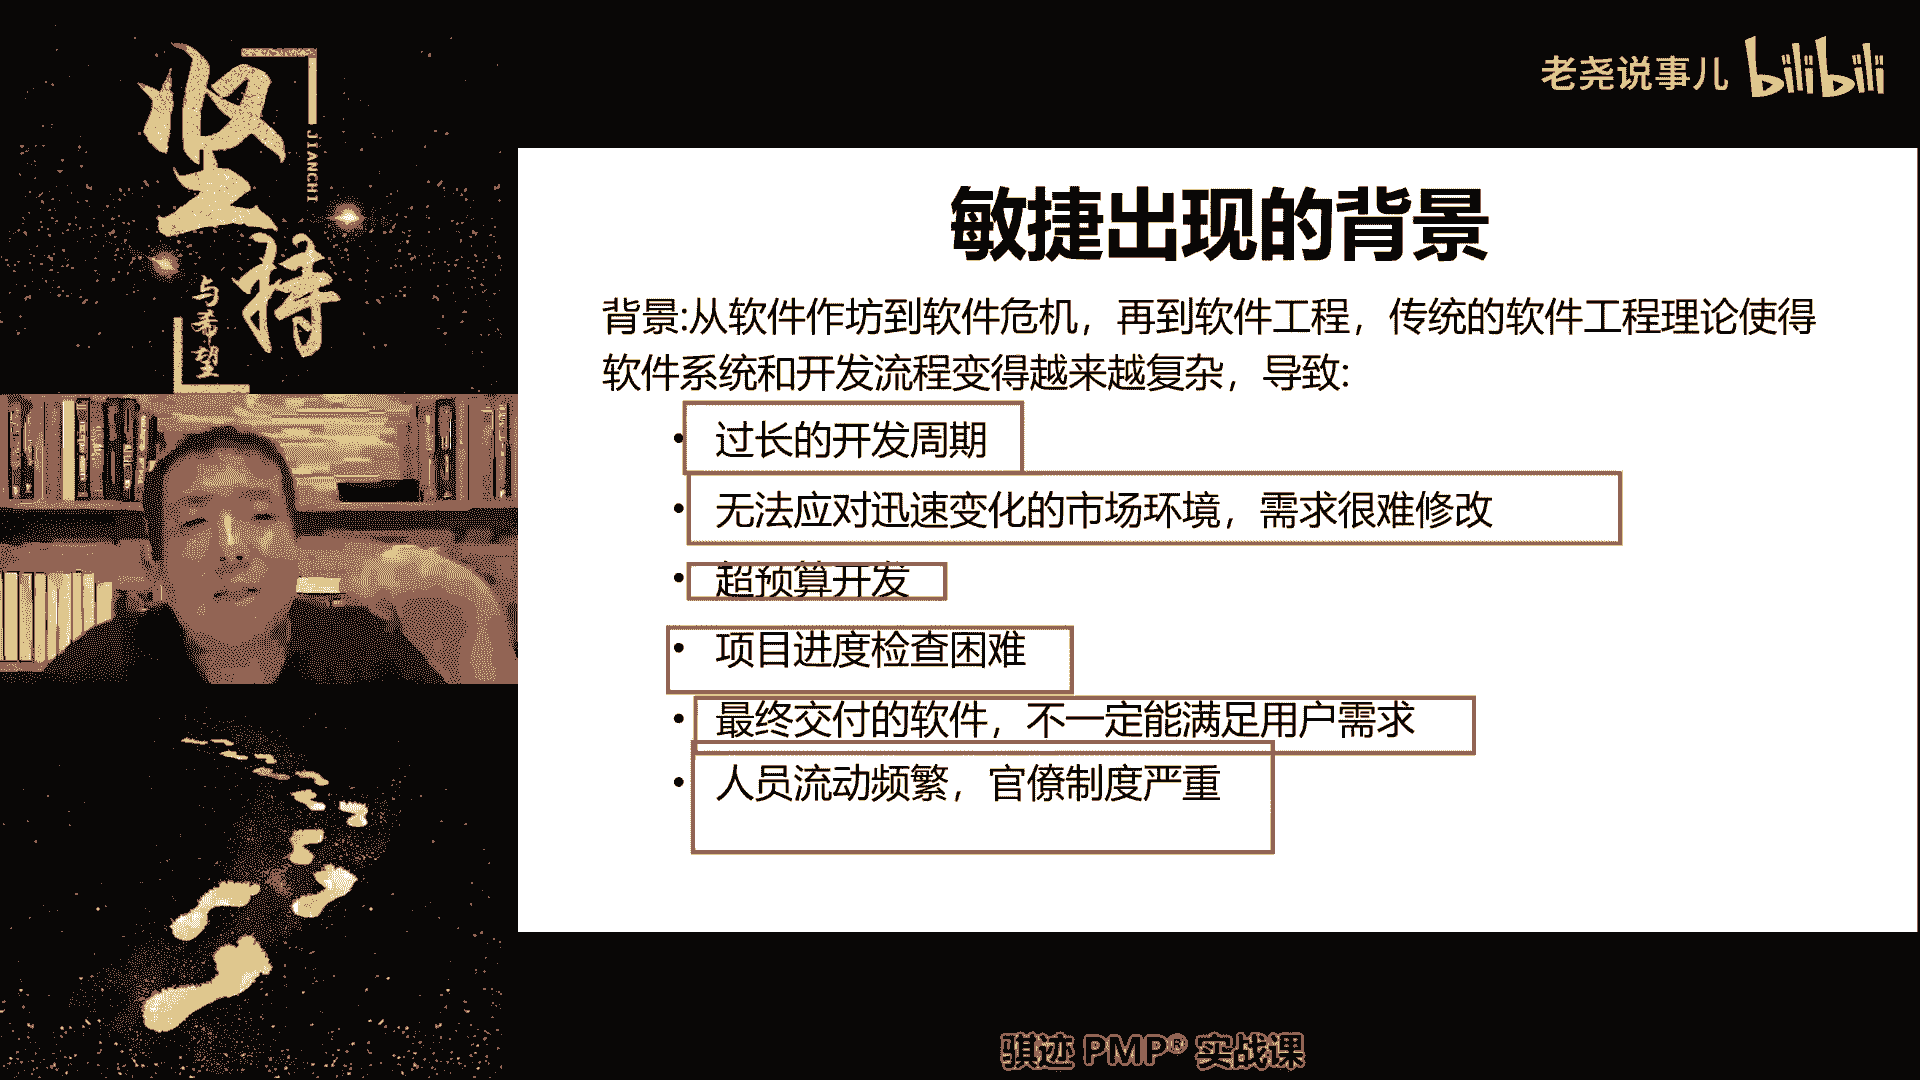 坚持
JIANCHI
与希望
老尧说事儿 bilibili
敏捷出现的背景
背景:从软件作坊到软件危机，再到软件工程，传统的软件工程理论使得
软件系统和开发流程变得越来越复杂，导致:
• 过长的开发周期
• 无法应对迅速变化的市场环境，需求很难修改
• 超预算开发
• 项目进度检查困难
• 最终交付的软件，不一定能满足用户需求
• 人员流动频繁，官僚制度严重
骐迹 PMP® 实战课